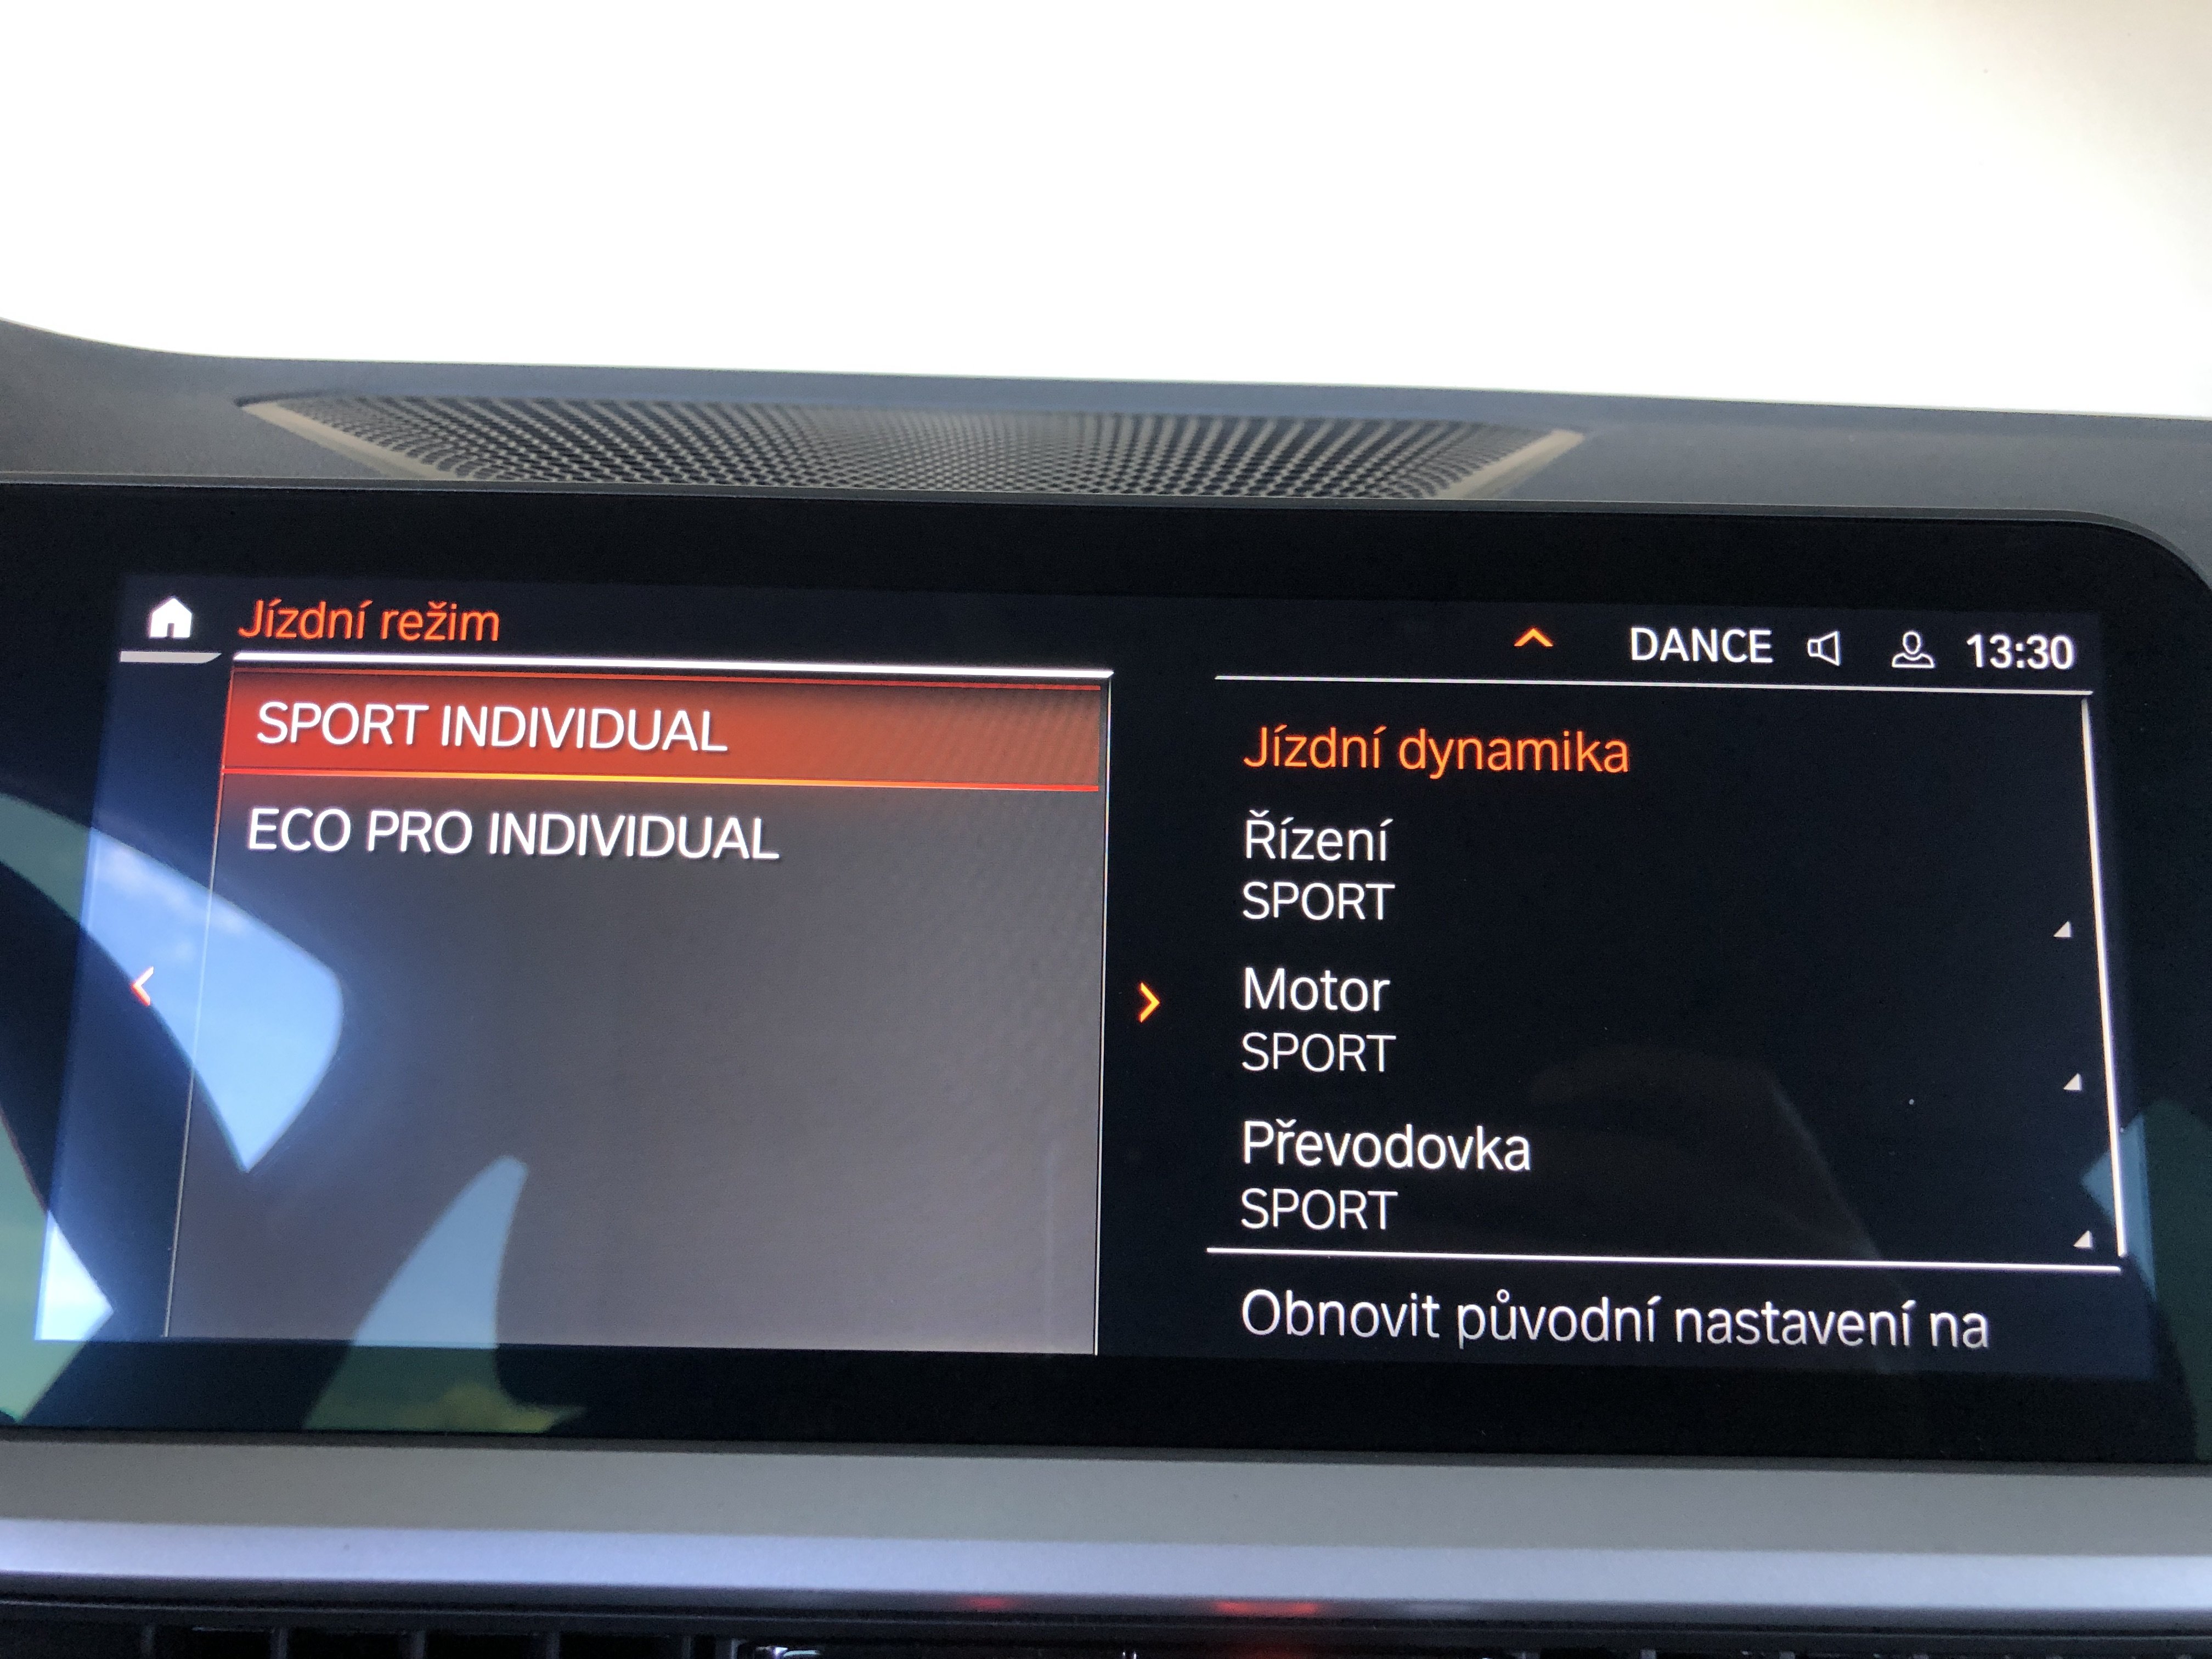 Jízdní režim
DANCE 13:30
SPORT INDIVIDUAL
ECO PRO INDIVIDUAL
Jízdní dynamika
Řízení
SPORT
Motor
SPORT
Převodovka
SPORT
Obnovit původní nastavení na